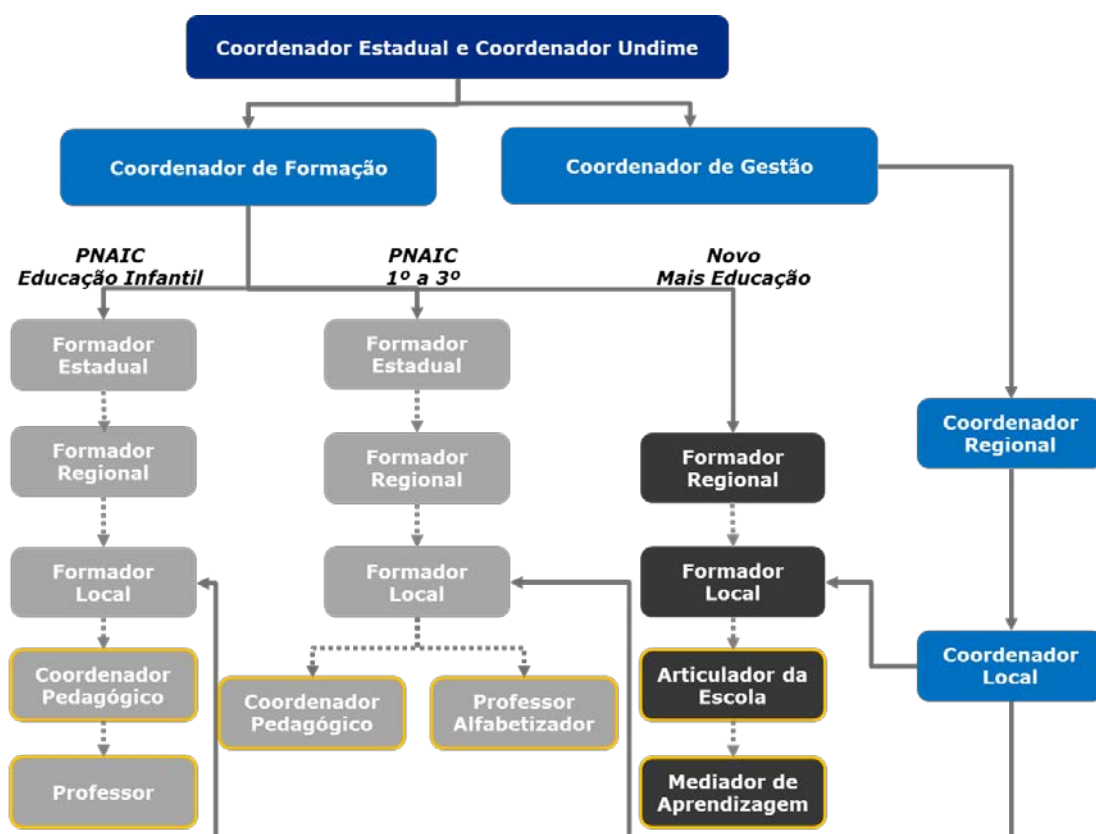 Coordenador Estadual e Coordenador Undime
Coordenador de Formação
Coordenador de Gestão
PNAIC
Educação Infantil
PNAIC
1º a 3º
Novo
Mais Educação
Formador
Estadual
Formador
Estadual
Formador
Regional
Formador
Regional
Formador
Regional
Coordenador
Regional
Formador
Local
Formador
Local
Formador
Local
Coordenador
Local
Coordenador
Pedagógico
Coordenador
Pedagógico
Professor
Alfabetizador
Articulador da
Escola
Professor
Mediador de
Aprendizagem